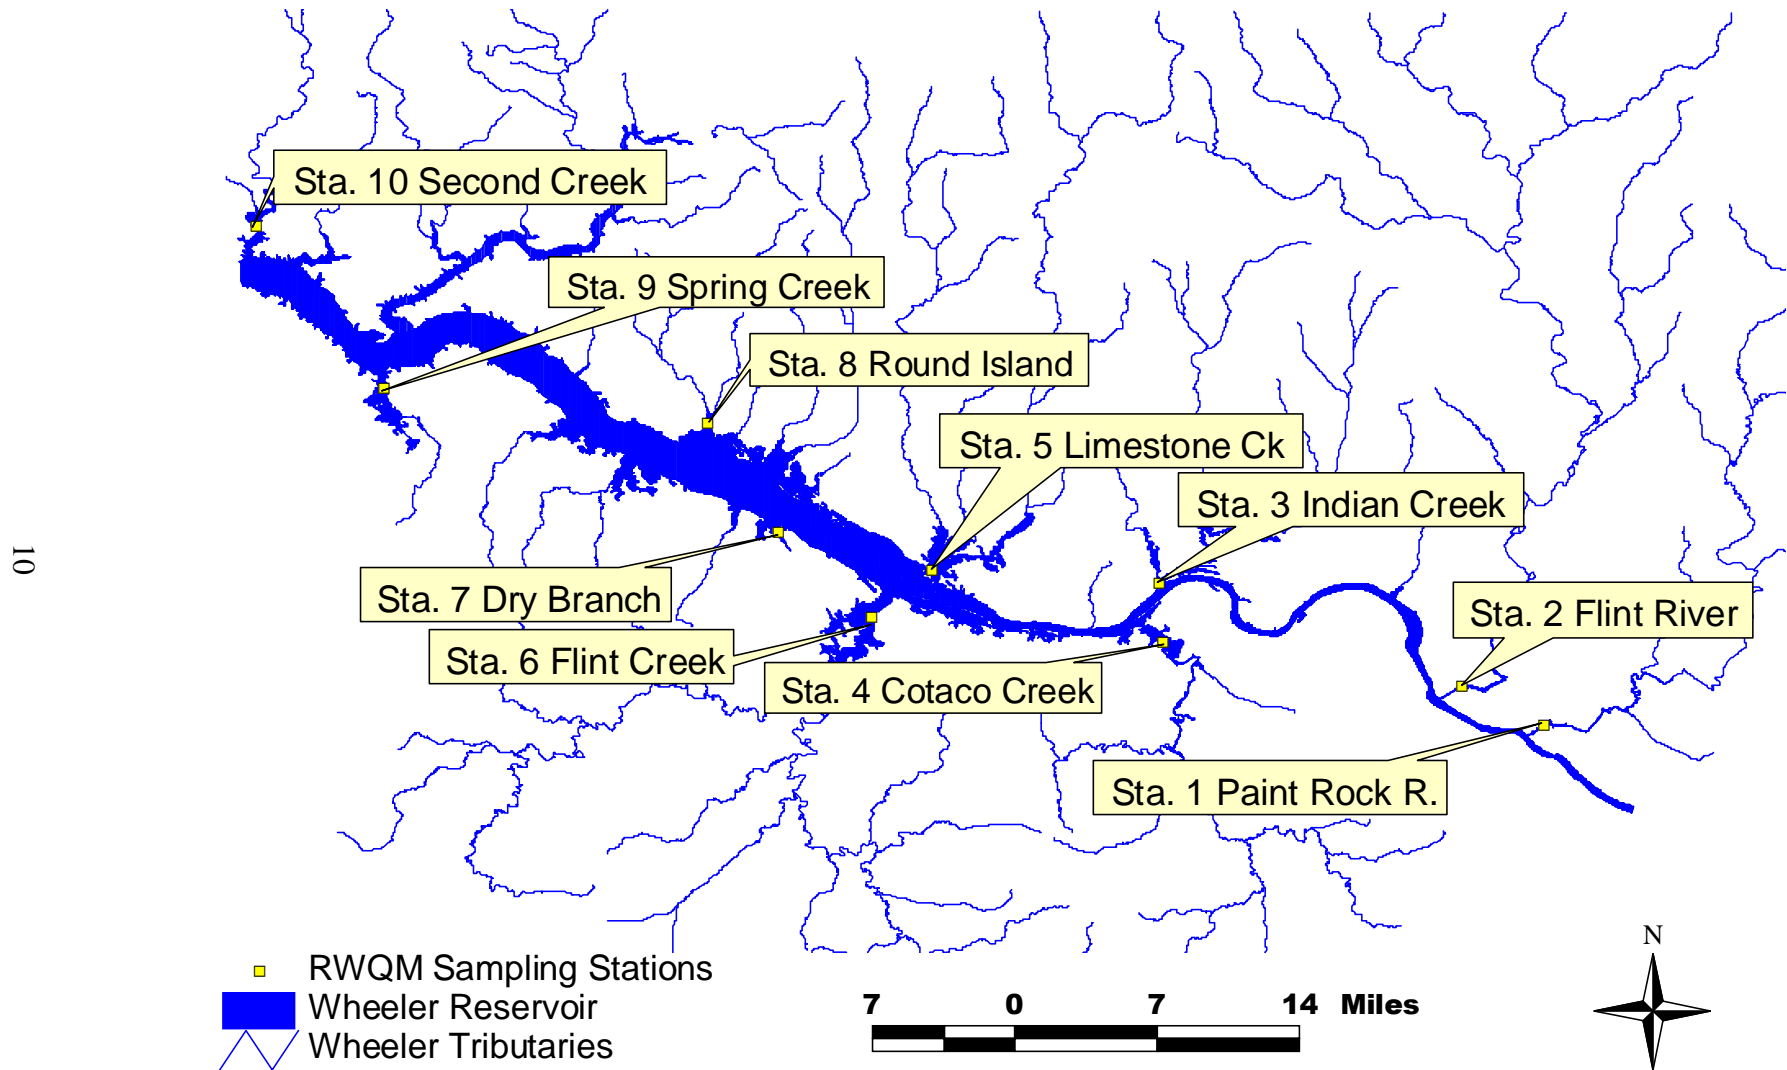 Sta. 10 Second Creek
Sta. 9 Spring Creek
Sta. 8 Round Island
Sta. 5 Limestone Ck
Sta. 3 Indian Creek
Sta. 7 Dry Branch
Sta. 2 Flint River
Sta. 6 Flint Creek
Sta. 4 Cotaco Creek
Sta. 1 Paint Rock R.
10
N
RWQM Sampling Stations
Wheeler Reservoir
Wheeler Tributaries
7 0 7 14 Miles